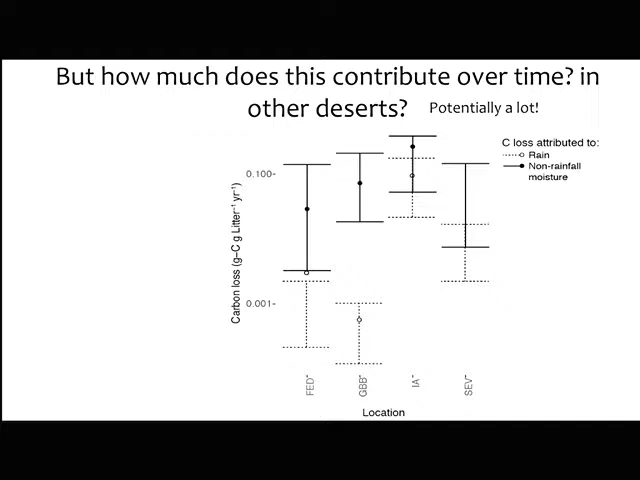 But how much does this contribute over time? in
other deserts? Potentially a lot!
C loss attributed to:
Rain
Non-rainfall
moisture
Carbon loss (g-C g Litter⁻¹ yr⁻¹)
0.100-
0.001-
FED
GBB
IA
SEV
Location